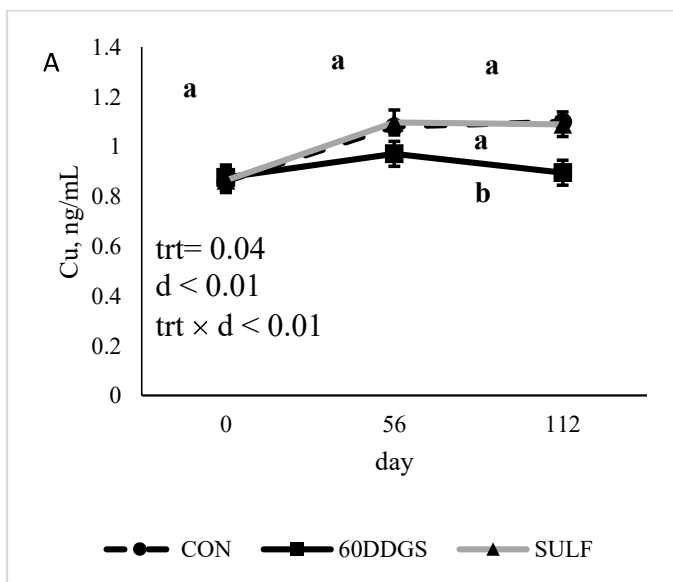 A
1.4
1.2
1
0.8
0.6
0.4
0.2
0
Cu, ng/mL
a
a
a
a
b
trt= 0.04
d < 0.01
trt × d < 0.01
0 56 112
day
CON 60DDGS SULF